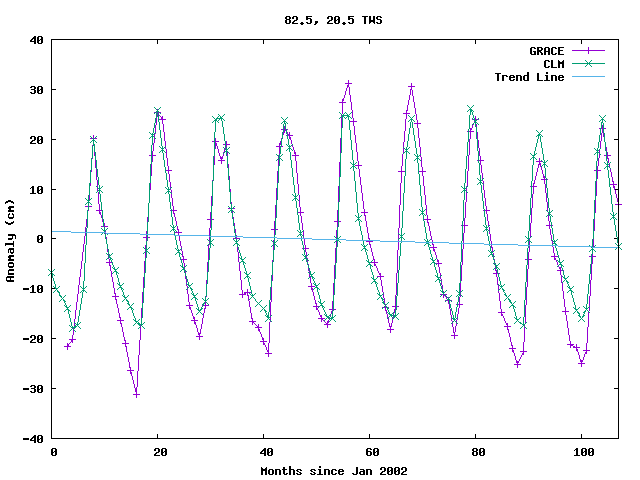 82.5, 20.5 TWS
GRACE
CLM
Trend Line
40
30
20
10
0
-10
-20
-30
-40
Anomaly (cm)
0 20 40 60 80 100
Months since Jan 2002